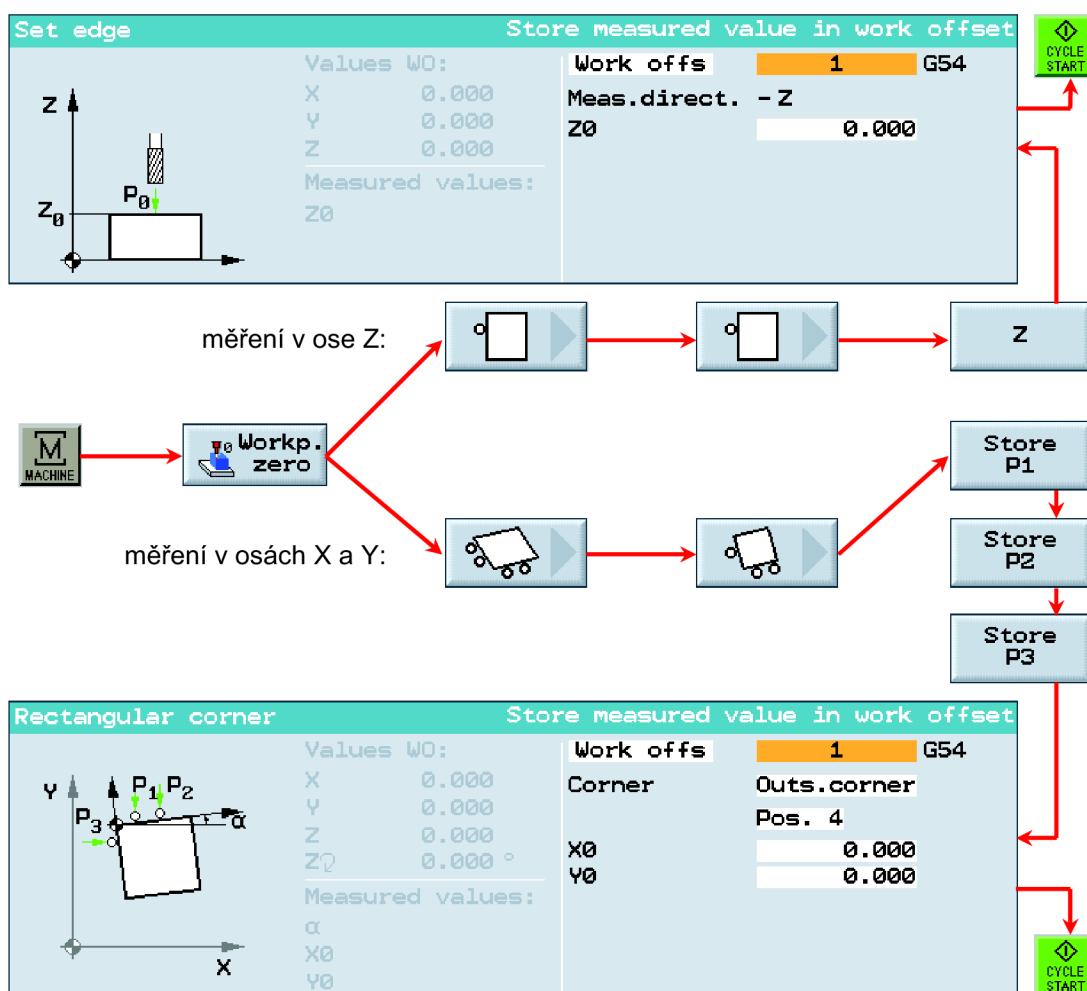 Set edge Store measured value in work offset
CYCLE
START
Values WO:
X 0.000
Y 0.000
Z 0.000
Measured values:
Z0
Work offs 1 G54
Meas.direct. -Z
Z0 0.000
Z
P0
Z0
měření v ose Z:
Z
MACHINE
M
Workp.
zero
0
měření v osách X a Y:
Store
P1
Store
P2
Store
P3
Rectangular corner Store measured value in work offset
Y
P1 P2
P3
α
X
Values WO:
X 0.000
Y 0.000
Z 0.000
Z 0.000 °
Measured values:
α
X0
Y0
Work offs 1 G54
Corner Outs.corner
Pos. 4
X0 0.000
Y0 0.000
CYCLE
START